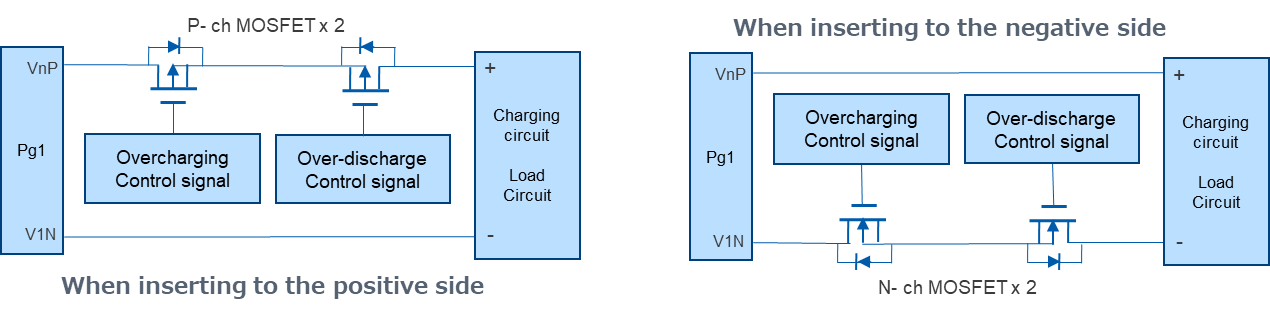 P- ch MOSFET x 2
VnP
Pg1
V1N
Overcharging
Control signal
Over-discharge
Control signal
+
Charging
circuit
Load
Circuit
-
When inserting to the positive side
When inserting to the negative side
VnP
Pg1
V1N
Overcharging
Control signal
Over-discharge
Control signal
+
Charging
circuit
Load
Circuit
-
N- ch MOSFET x 2